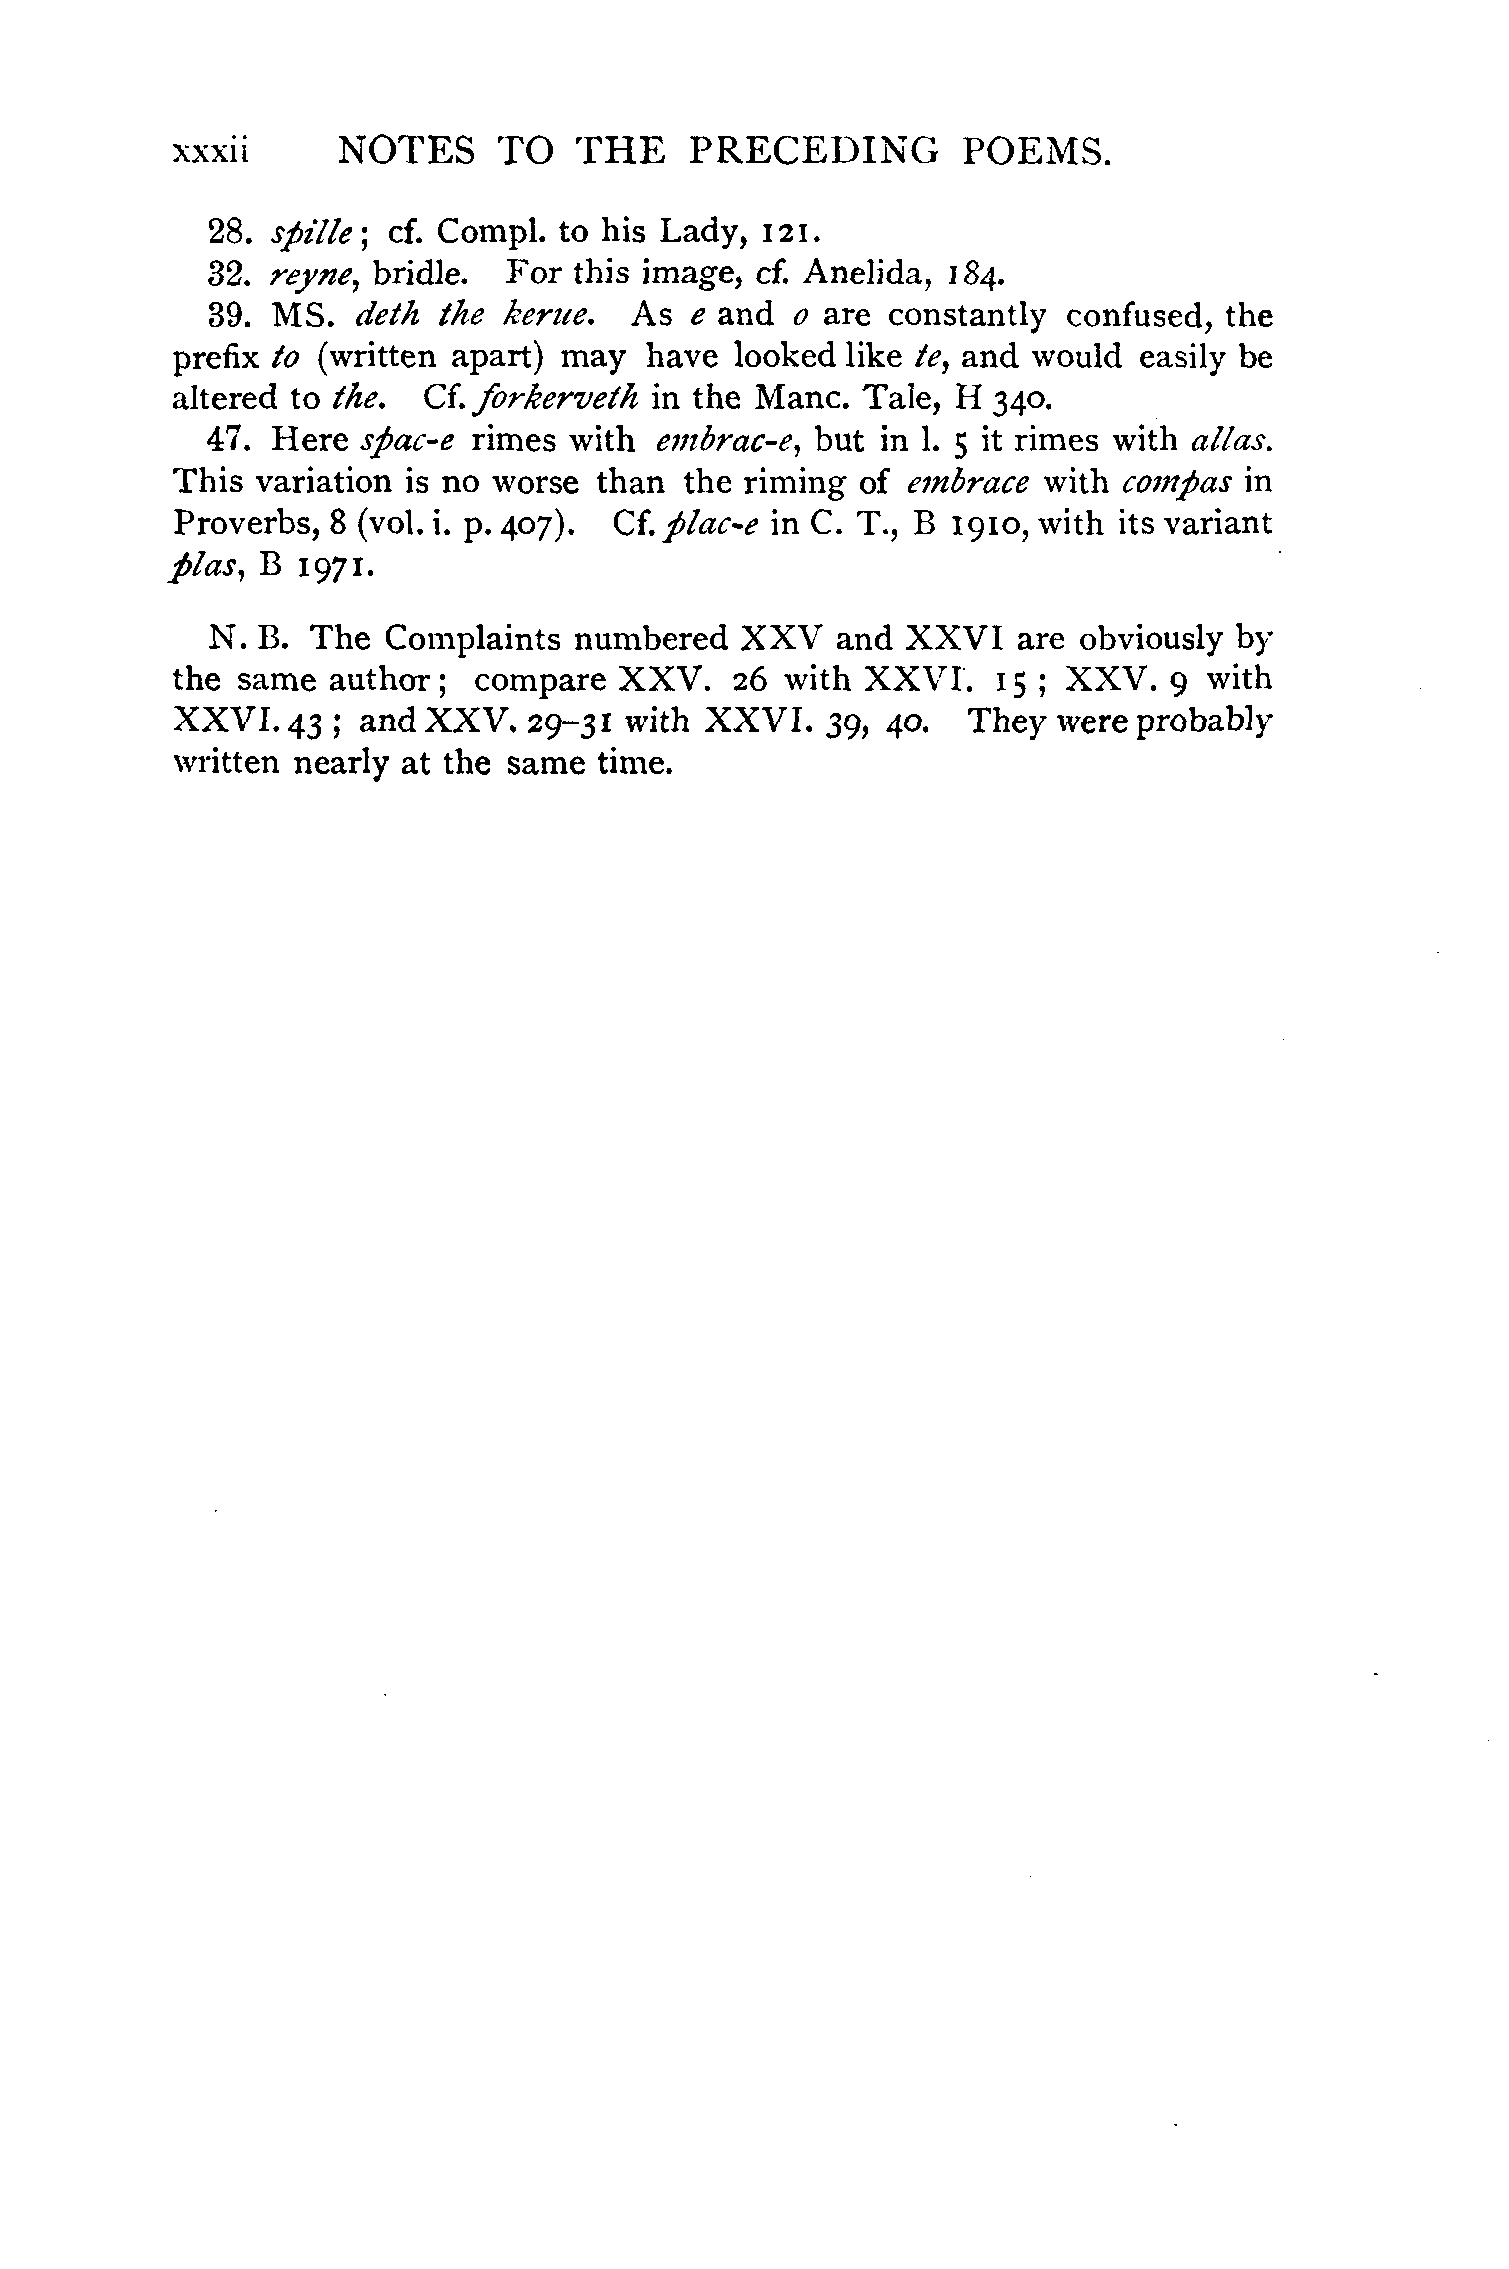 xxxii NOTES TO THE PRECEDING POEMS.
28. spille; cf. Compl. to his Lady, 121.
32. reyne, bridle. For this image, cf. Anelida, 184.
39. MS. deth the kerue. As e and o are constantly confused, the
prefix to (written apart) may have looked like te, and would easily be
altered to the. Cf. forkerveth in the Manc. Tale, H 340.
47. Here spac-e rimes with embrac-e, but in l. 5 it rimes with allas.
This variation is no worse than the riming of embrace with compas in
Proverbs, 8 (vol. i. p. 407). Cf. plac-e in C. T., B 1910, with its variant
plas, B 1971.
N. B. The Complaints numbered XXV and XXVI are obviously by
the same author; compare XXV. 26 with XXVI. 15; XXV. 9 with
XXVI. 43; and XXV. 29–31 with XXVI. 39, 40. They were probably
written nearly at the same time.